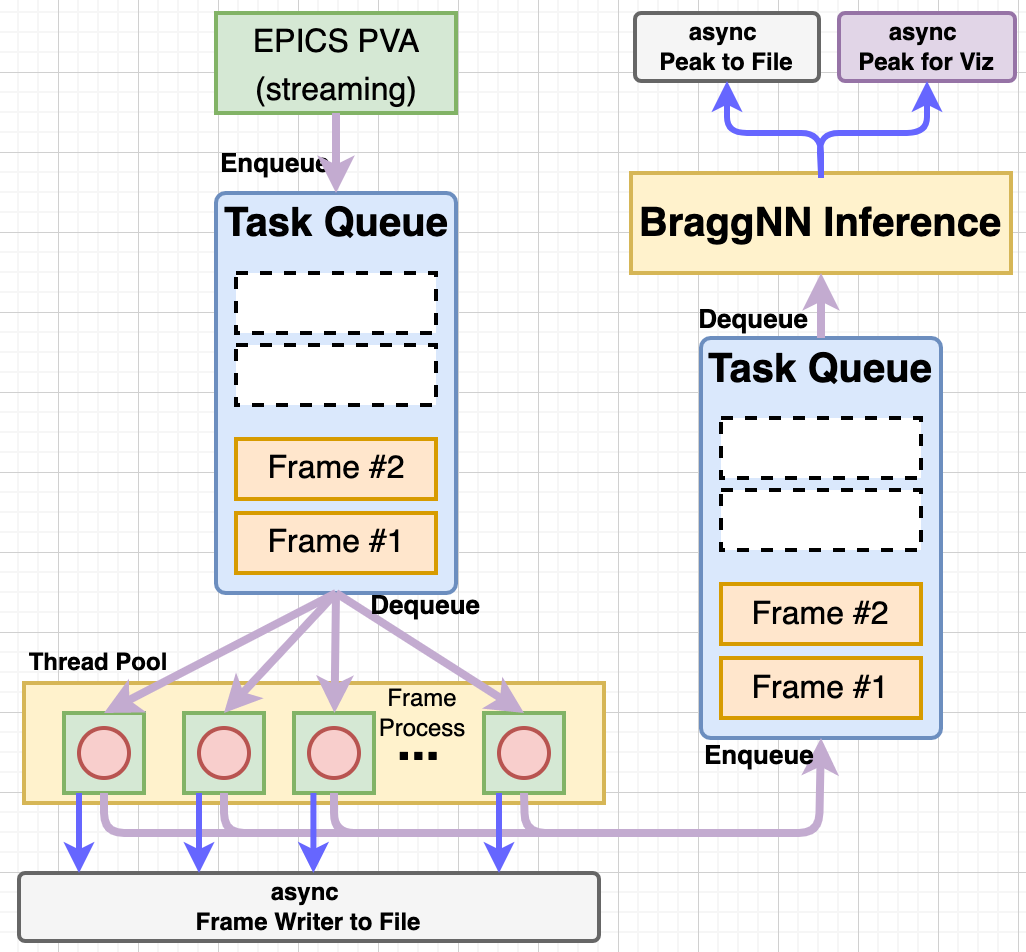 EPICS PVA
(streaming)
Enqueue
Task Queue
Frame #2
Frame #1
Dequeue
Thread Pool
Frame
Process
...
async
Frame Writer to File
async
Peak to File
async
Peak for Viz
BraggNN Inference
Dequeue
Task Queue
Frame #2
Frame #1
Enqueue